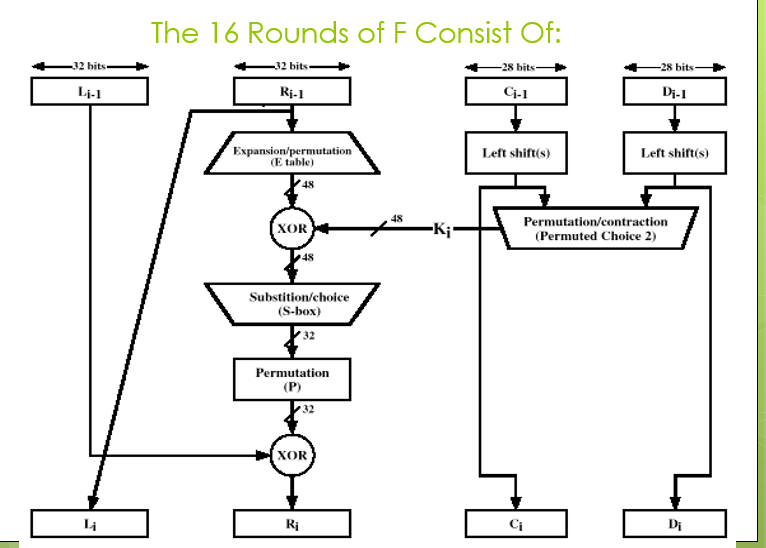 The 16 Rounds of F Consist Of:
32 bits
32 bits
28 bits
28 bits
Li-1
Ri-1
Ci-1
Di-1
Expansion/permutation
(E table)
Left shift(s)
Left shift(s)
48
XOR
48
Ki
Permutation/contraction
(Permuted Choice 2)
48
Substition/choice
(S-box)
32
Permutation
(P)
32
XOR
Li
Ri
Ci
Di